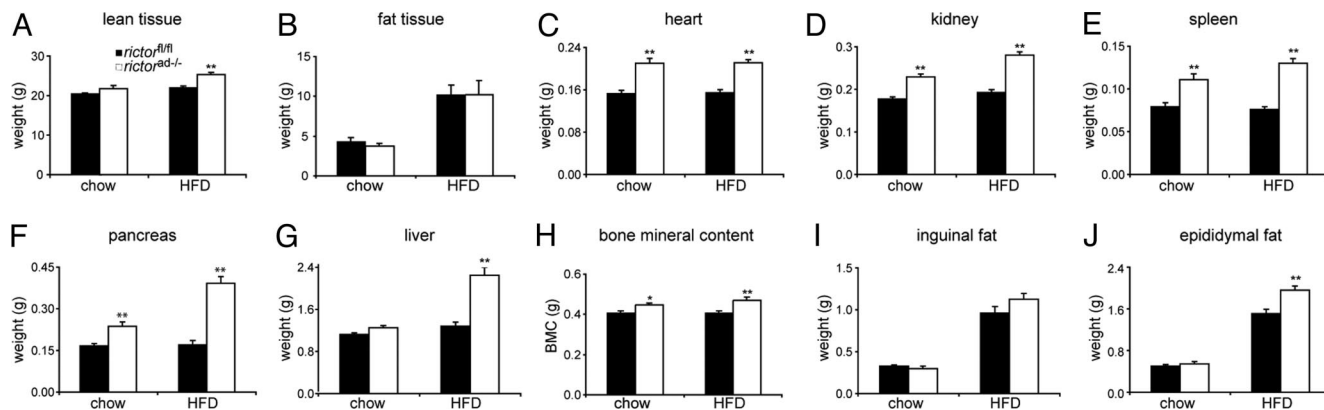 A
lean tissue
weight (g)
30
20
10
0
rictorfl/fl
rictorad-/-
**
chow HFD
B
fat tissue
weight (g)
15
10
5
0
chow HFD
C
heart
weight (g)
0.24
0.16
0.08
0.00
** **
chow HFD
D
kidney
weight (g)
0.3
0.2
0.1
0.0
** **
chow HFD
E
spleen
weight (g)
0.15
0.10
0.05
0.00
** **
chow HFD
F
pancreas
weight (g)
0.45
0.30
0.15
0.00
** **
chow HFD
G
liver
weight (g)
2.4
1.8
1.2
0.6
0.0
**
chow HFD
H
bone mineral content
BMC (g)
0.6
0.4
0.2
0.0
* **
chow HFD
I
inguinal fat
weight (g)
1.5
1.0
0.5
0.0
chow HFD
J
epididymal fat
weight (g)
2.4
1.8
1.2
0.6
0.0
**
chow HFD